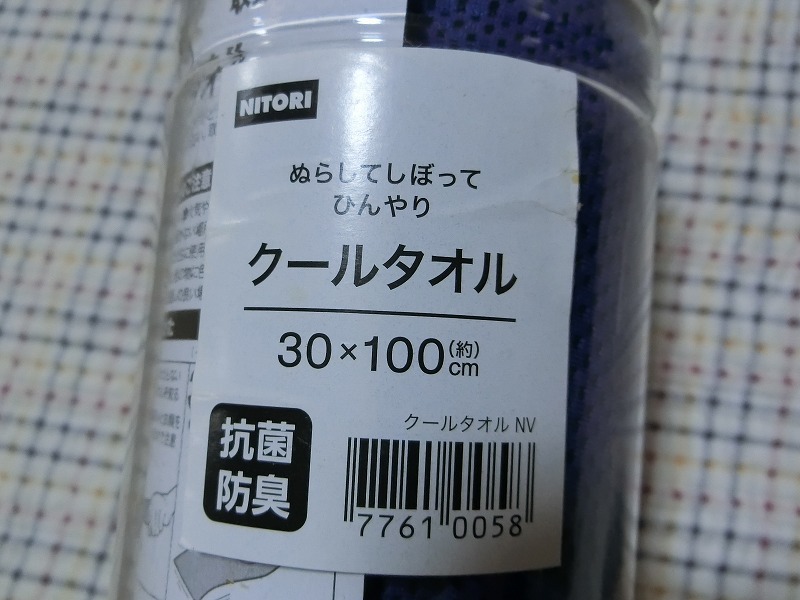 NITORI
ぬらしてしぼって
ひんやり
クールタオル
30×100(約)cm
クールタオル NV
抗菌
防臭
7761 0058